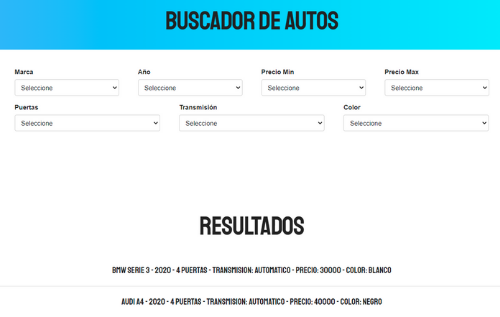 BUSCADOR DE AUTOS
Marca Año Precio Min Precio Max
Seleccione Seleccione Seleccione Seleccione
Puertas Transmisión Color
Seleccione Seleccione Seleccione
RESULTADOS
BMW SERIE 3 - 2020 - 4 PUERTAS - TRANSMISION: AUTOMATICO - PRECIO: 30000 - COLOR: BLANCO
AUDI A4 - 2020 - 4 PUERTAS - TRANSMISION: AUTOMATICO - PRECIO: 40000 - COLOR: NEGRO